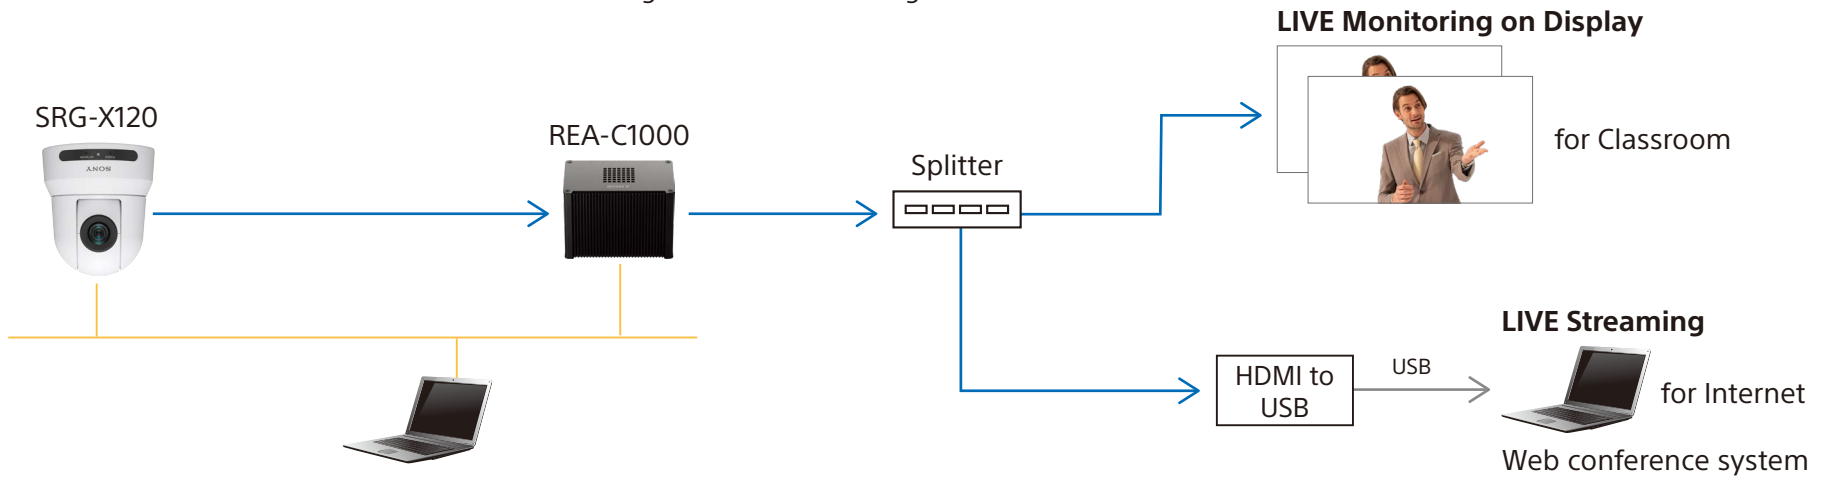 LIVE Monitoring on Display
SRG-X120
SONY
REA-C1000
Splitter
for Classroom
LIVE Streaming
HDMI to
USB
USB
for Internet
Web conference system